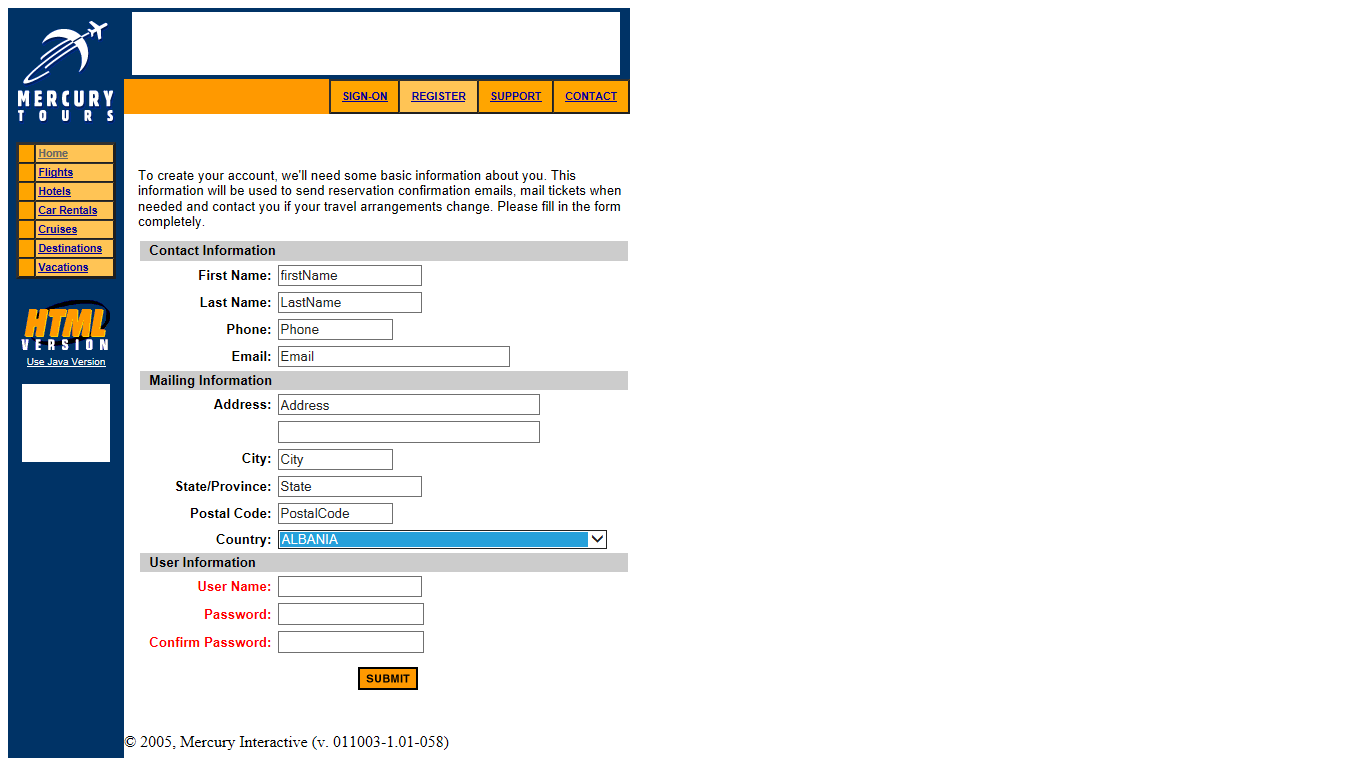 MERCURY
TOURS
SIGN-ON REGISTER SUPPORT CONTACT
Home
Flights
Hotels
Car Rentals
Cruises
Destinations
Vacations
HTML
VERSION
Use Java Version
To create your account, we'll need some basic information about you. This
information will be used to send reservation confirmation emails, mail tickets when
needed and contact you if your travel arrangements change. Please fill in the form
completely.
Contact Information
First Name: firstName
Last Name: LastName
Phone: Phone
Email: Email
Mailing Information
Address: Address
City: City
State/Province: State
Postal Code: PostalCode
Country: ALBANIA
User Information
User Name:
Password:
Confirm Password:
SUBMIT
© 2005, Mercury Interactive (v. 011003-1.01-058)